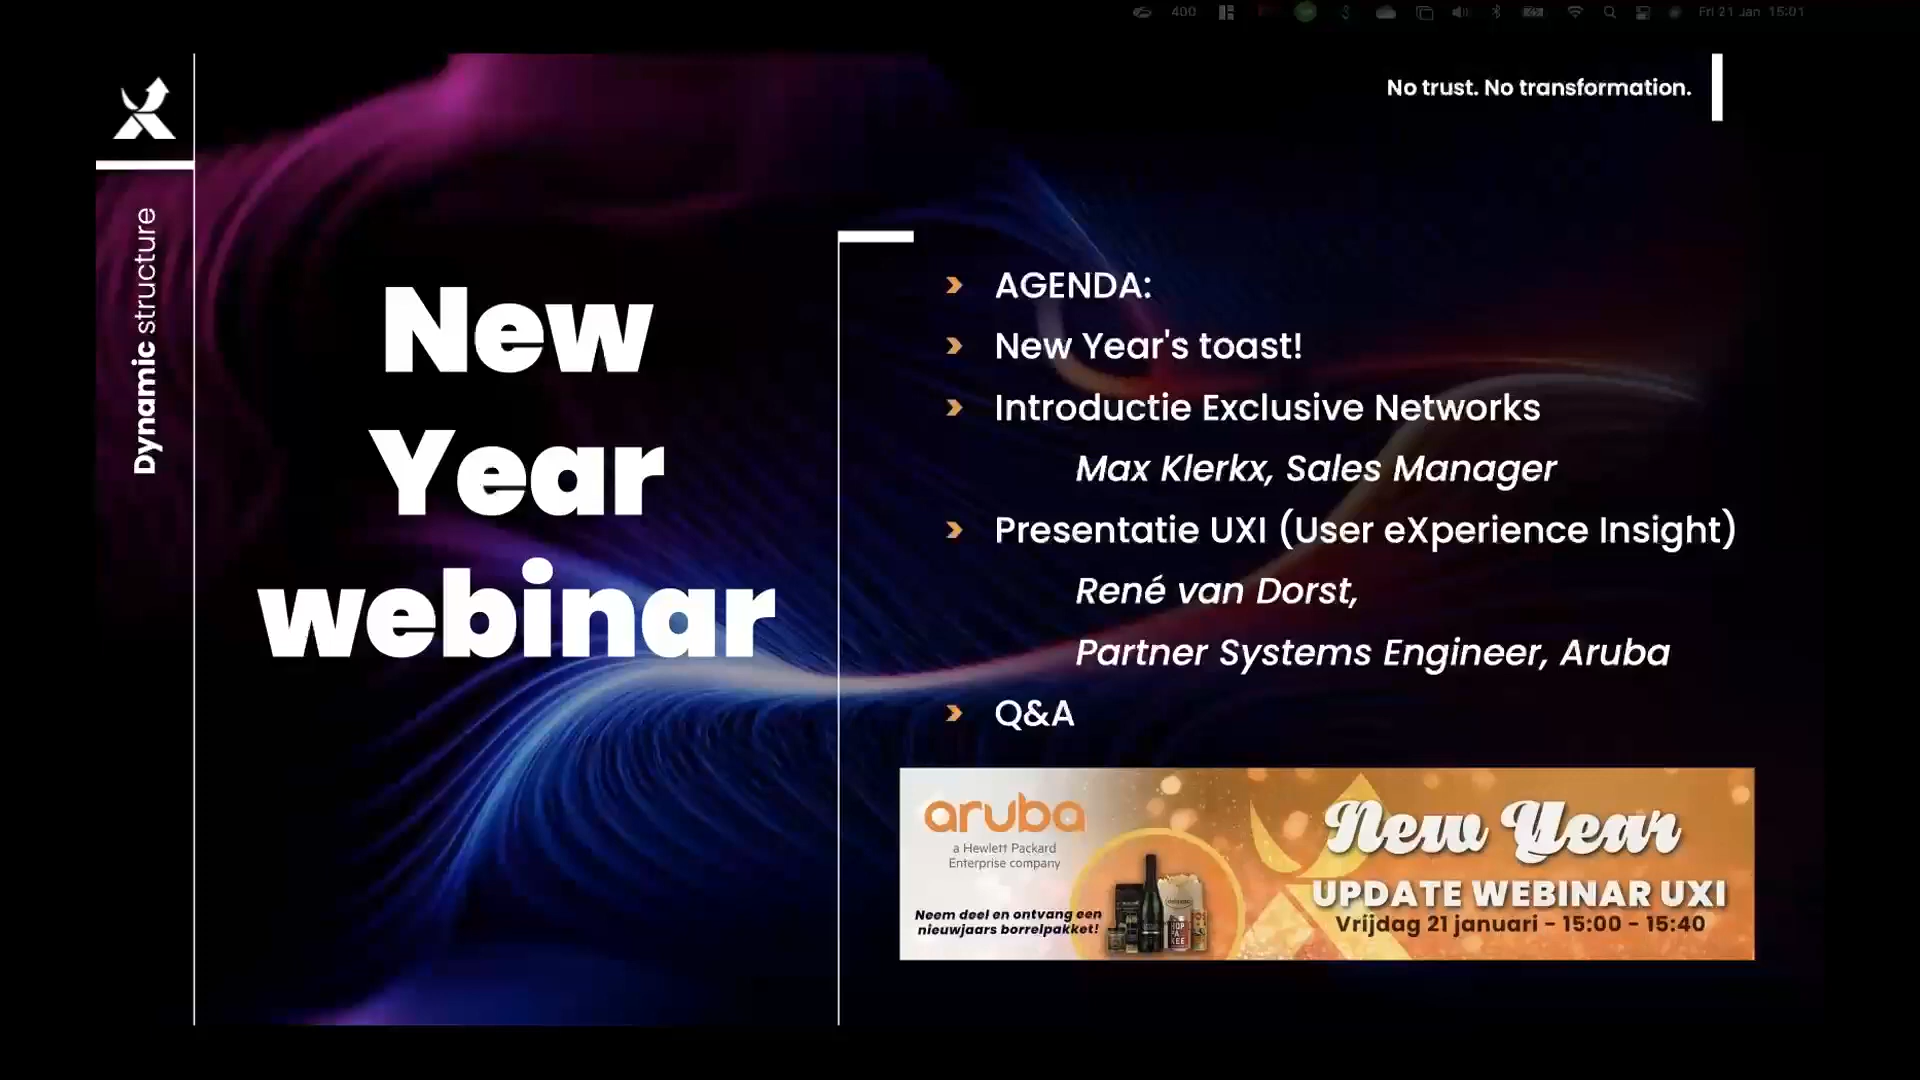 400
Fri 21 Jan 15:01
No trust. No transformation.
Dynamic structure
New
Year
webinar
AGENDA:
New Year's toast!
Introductie Exclusive Networks
Max Klerkx, Sales Manager
Presentatie UXI (User eXperience Insight)
René van Dorst,
Partner Systems Engineer, Aruba
Q&A
aruba
a Hewlett Packard
Enterprise company
Neem deel en ontvang een
nieuwjaars borrelpakket!
New Year
UPDATE WEBINAR UXI
Vrijdag 21 januari - 15:00 - 15:40